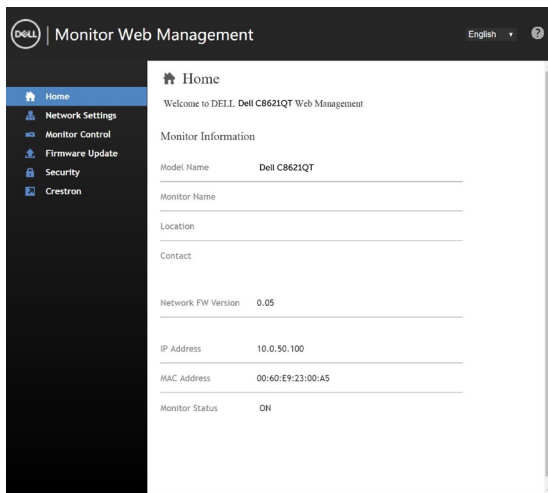 DELL | Monitor Web Management
English ?
Home
Network Settings
Monitor Control
Firmware Update
Security
Crestron
Home
Welcome to DELL Dell C8621QT Web Management
Monitor Information
Model Name Dell C8621QT
Monitor Name
Location
Contact
Network FW Version 0.05
IP Address 10.0.50.100
MAC Address 00:60:E9:23:00:A5
Monitor Status ON